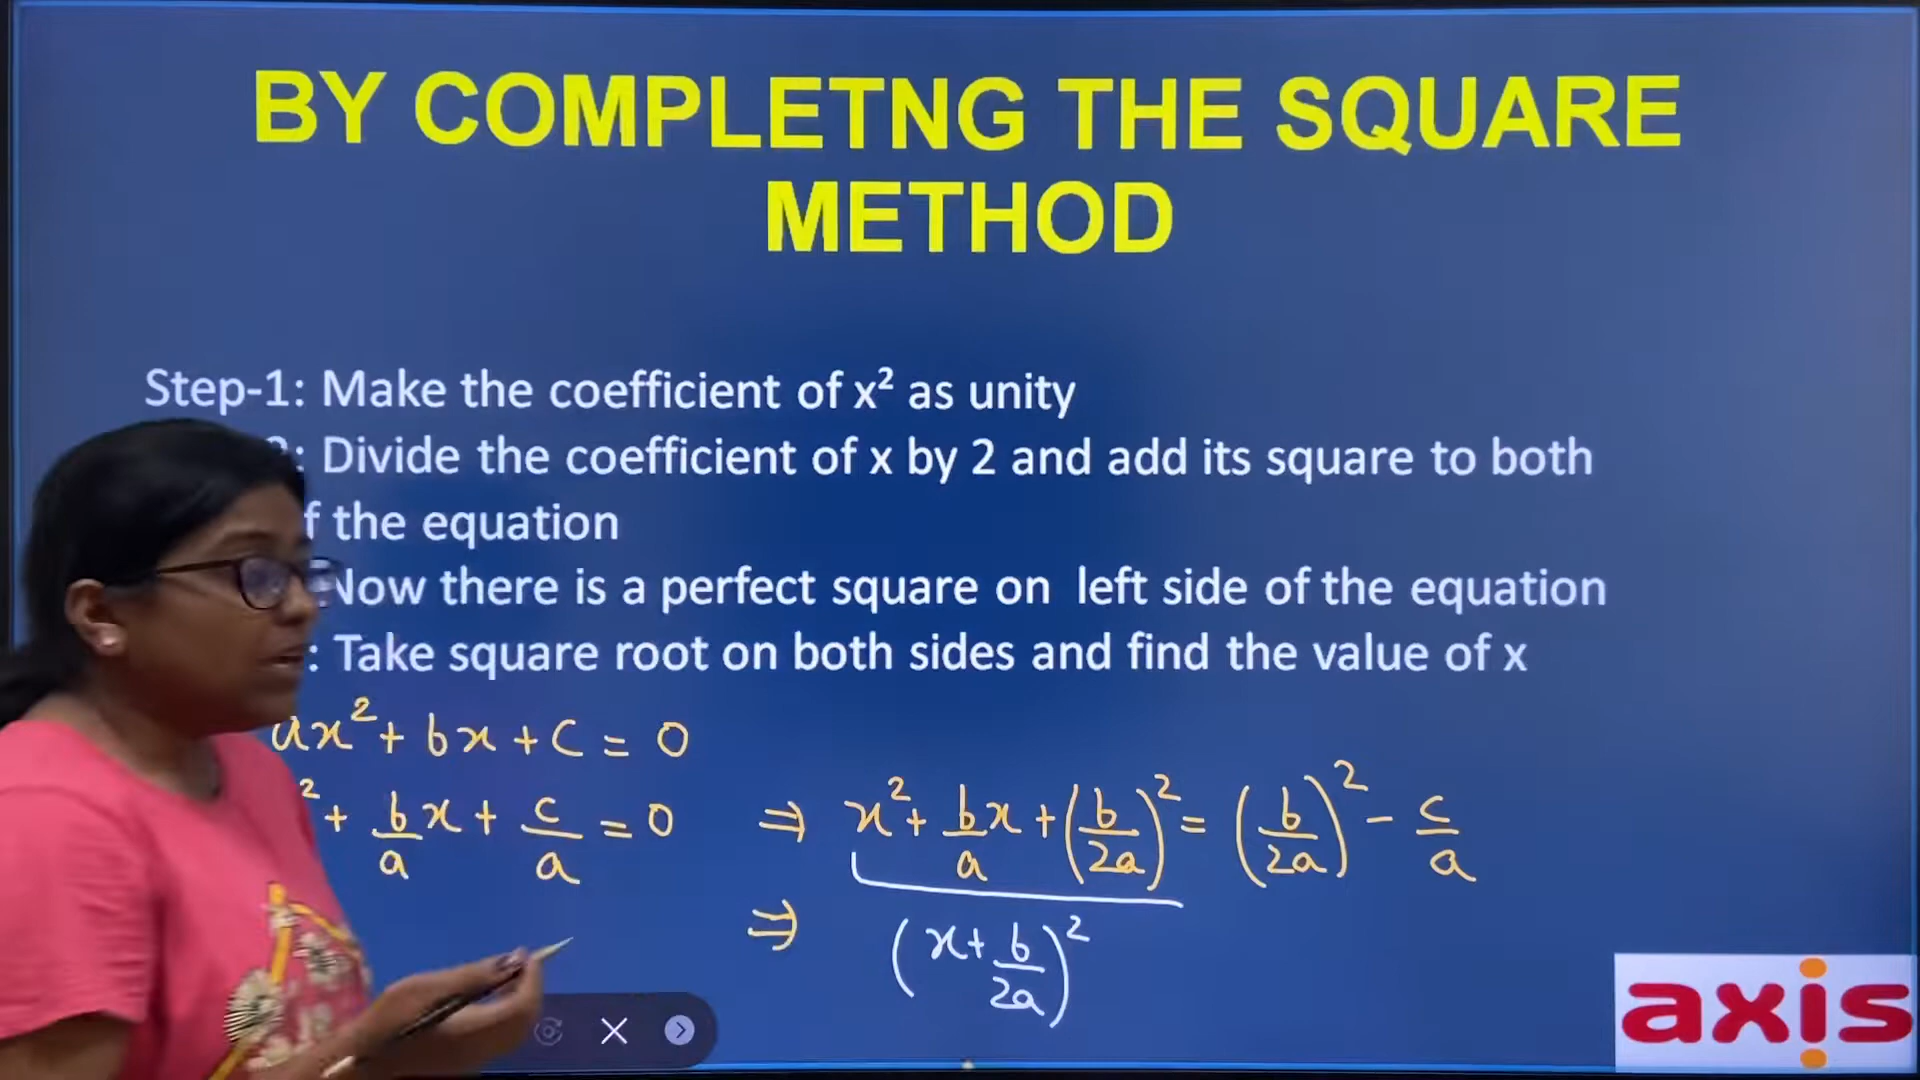 BY COMPLETNG THE SQUARE
METHOD
Step-1: Make the coefficient of x² as unity
: Divide the coefficient of x by 2 and add its square to both
f the equation
Now there is a perfect square on left side of the equation
: Take square root on both sides and find the value of x
ax² + bx + c = 0
² + b/a x + c/a = 0 ⇒ x² + b/a x + (b/2a)² = (b/2a)² - c/a
⇒ (x + b/2a)²
axis